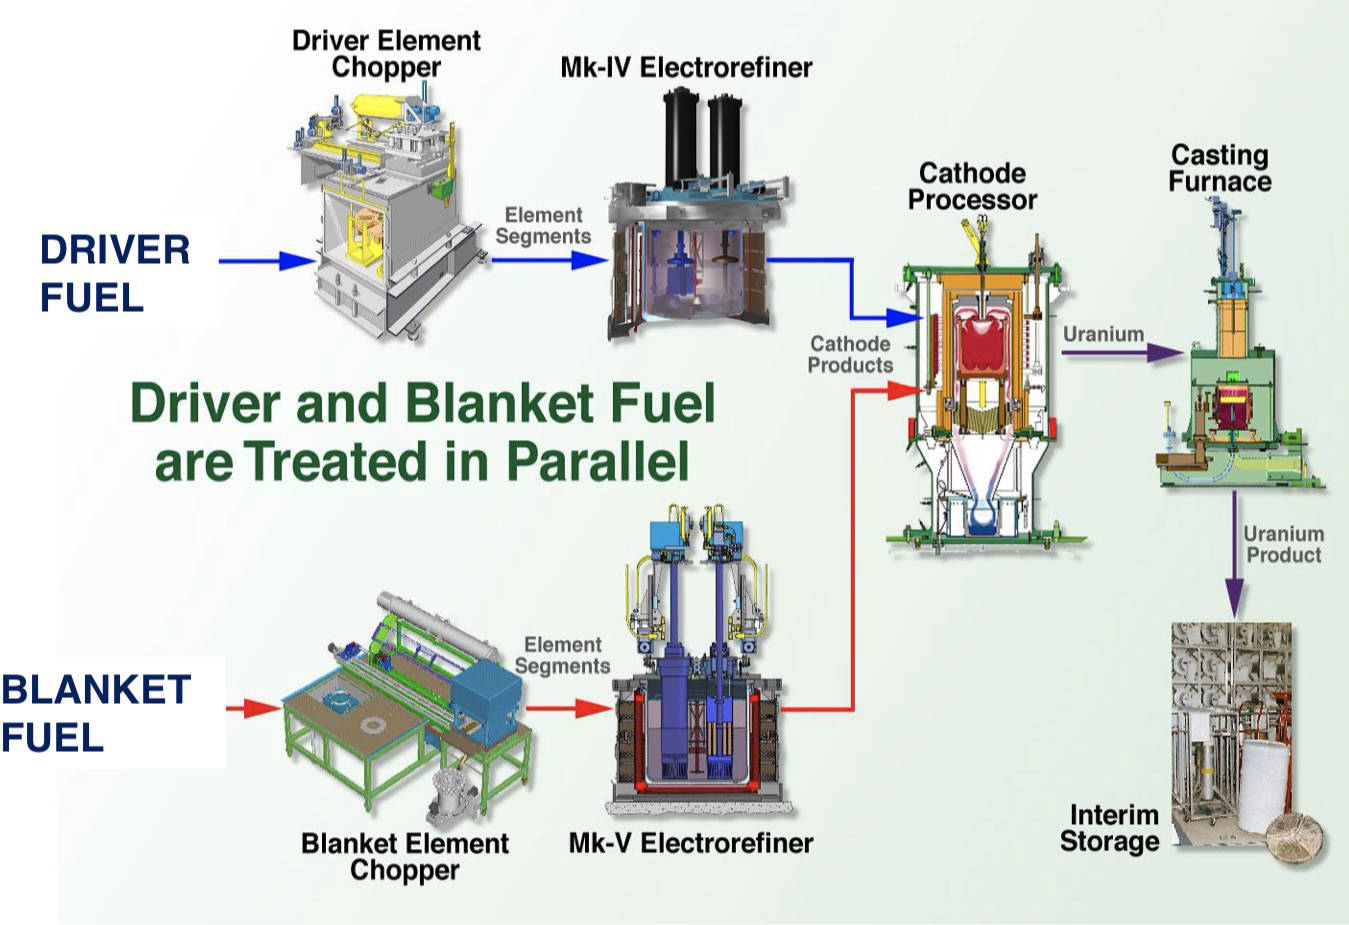 Driver Element
Chopper
Mk-IV Electrorefiner
Casting
Furnace
Cathode
Processor
Element
Segments
DRIVER
FUEL
Cathode
Products
Uranium
Driver and Blanket Fuel
are Treated in Parallel
Uranium
Product
Element
Segments
BLANKET
FUEL
Blanket Element
Chopper
Mk-V Electrorefiner
Interim
Storage